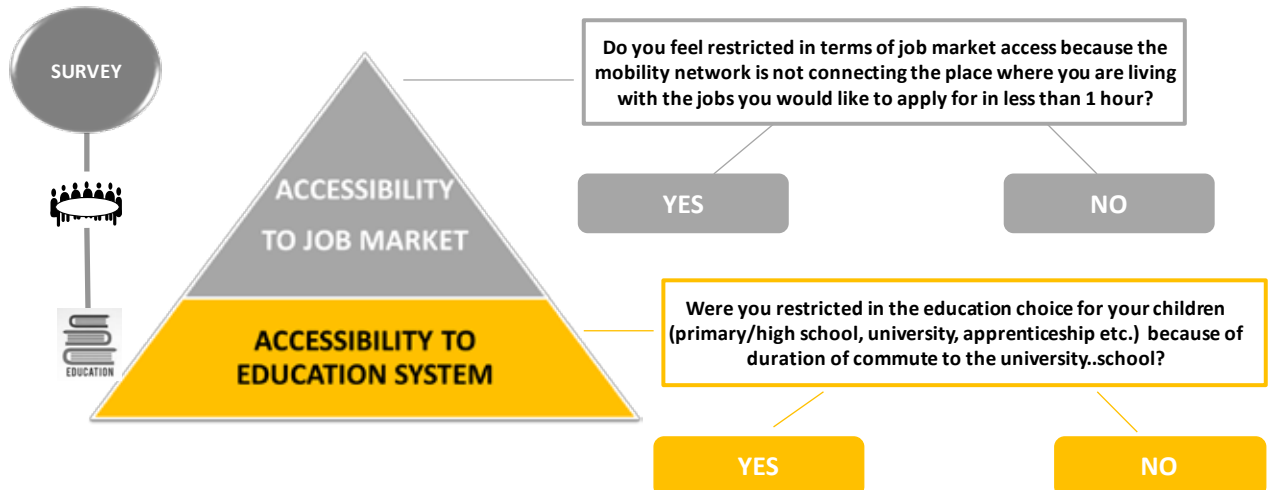 SURVEY
Do you feel restricted in terms of job market access because the
mobility network is not connecting the place where you are living
with the jobs you would like to apply for in less than 1 hour?
ACCESSIBILITY
TO JOB MARKET
YES
NO
EDUCATION
ACCESSIBILITY TO
EDUCATION SYSTEM
Were you restricted in the education choice for your children
(primary/high school, university, apprenticeship etc.) because of
duration of commute to the university..school?
YES
NO